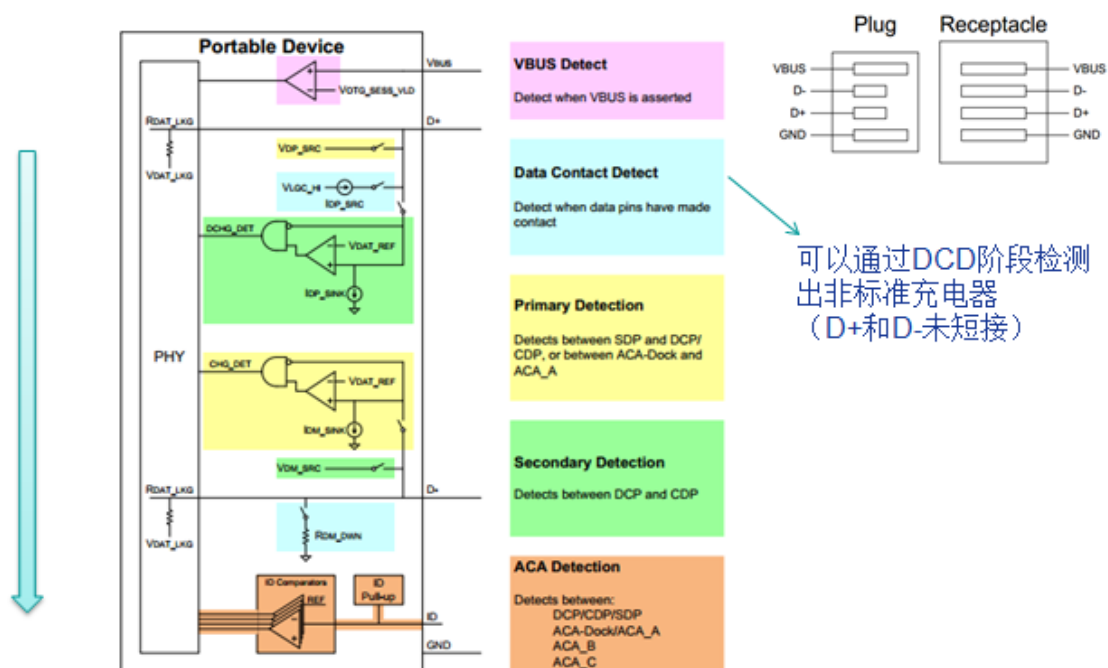 Portable Device
VBUS
VOTG_SESS_VLD
RDAT_LKG
D+
VDP_SRC
VDAT_LKG
VLGC_HI
IDP_SRC
DCHG_DET
VDAT_REF
IDP_SINK
PHY
CHG_DET
VDAT_REF
IDM_SINK
VDM_SRC
RDAT_LKG
D-
RDM_DWN
VDAT_LKG
ID Comparators
REF
ID
Pull-up
ID
GND
VBUS Detect
Detect when VBUS is asserted
Data Contact Detect
Detect when data pins have made
contact
Primary Detection
Detects between SDP and DCP/
CDP, or between ACA-Dock and
ACA_A
Secondary Detection
Detects between DCP and CDP
ACA Detection
Detects between:
DCP/CDP/SDP
ACA-Dock/ACA_A
ACA_B
ACA_C
Plug
Receptacle
VBUS
D-
D+
GND
VBUS
D-
D+
GND
可以通过DCD阶段检测
出非标准充电器
（D+和D-未短接）